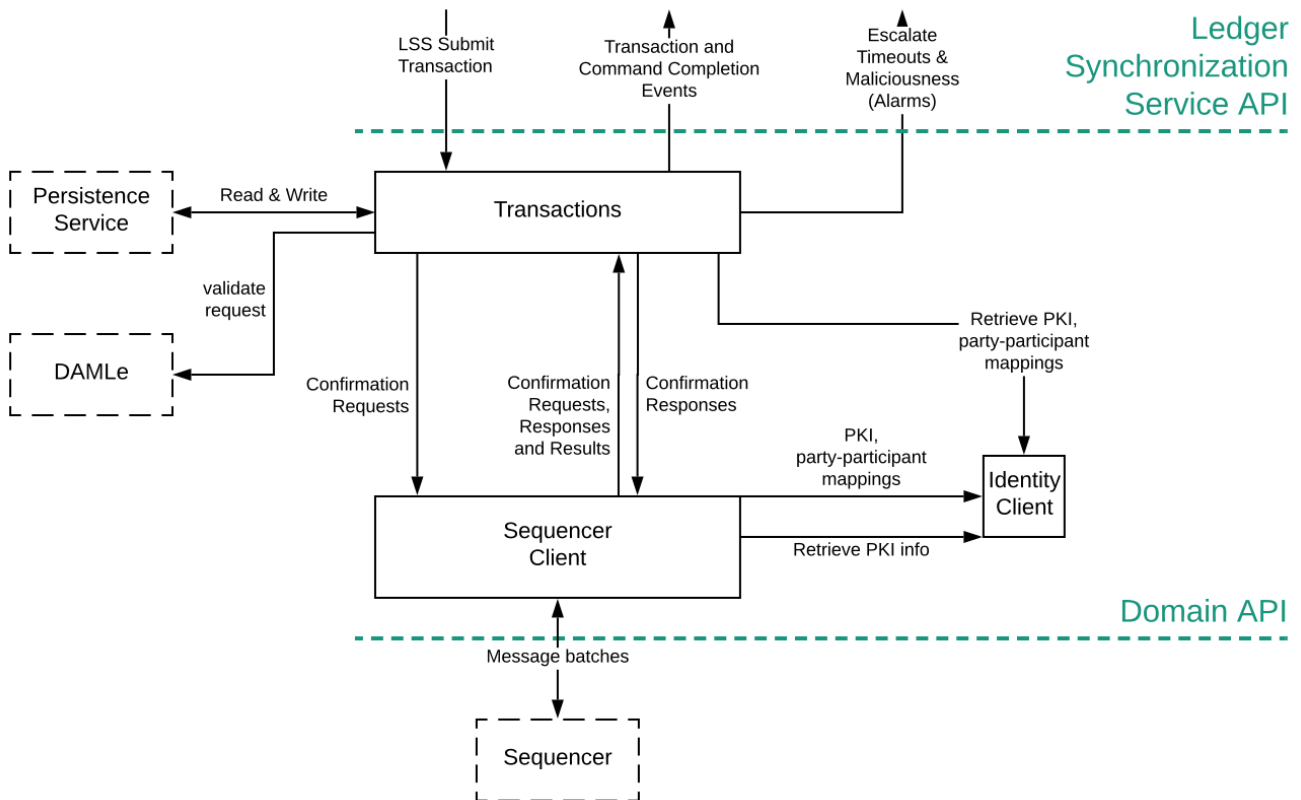 LSS Submit
Transaction
Transaction and
Command Completion
Events
Escalate
Timeouts &
Maliciousness
(Alarms)
Ledger
Synchronization
Service API
Persistence
Service
Read & Write
Transactions
validate
request
DAMLe
Confirmation
Requests
Confirmation
Requests,
Responses
and Results
Confirmation
Responses
Retrieve PKI,
party-participant
mappings
PKI,
party-participant
mappings
Identity
Client
Sequencer
Client
Retrieve PKI info
Domain API
Message batches
Sequencer